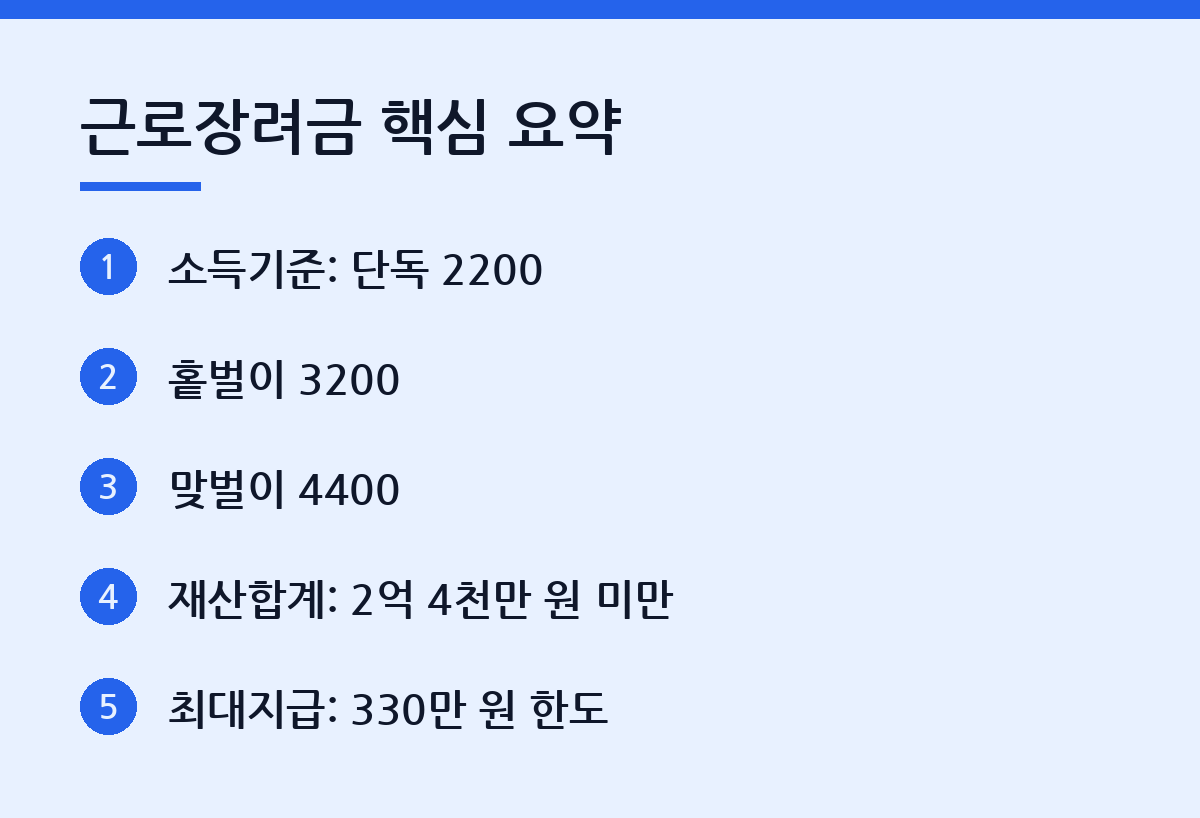 근로장려금 핵심 요약
1 소득기준: 단독 2200
2 홑벌이 3200
3 맞벌이 4400
4 재산합계: 2억 4천만 원 미만
5 최대지급: 330만 원 한도